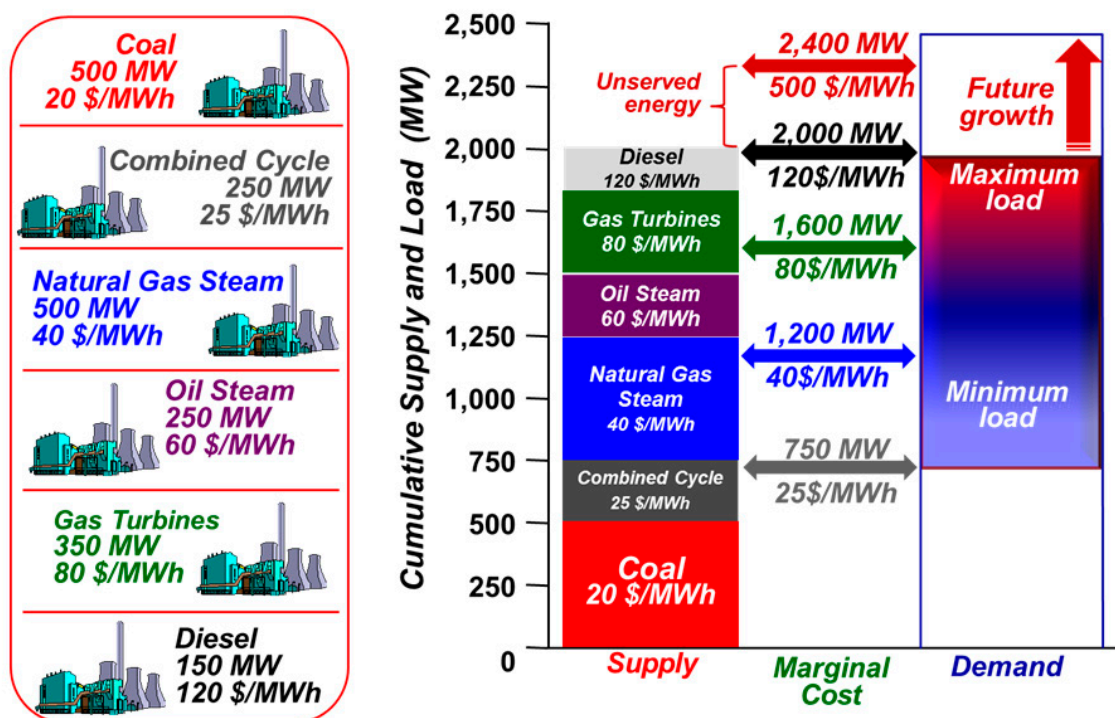 Coal
500 MW
20 $/MWh
Combined Cycle
250 MW
25 $/MWh
Natural Gas Steam
500 MW
40 $/MWh
Oil Steam
250 MW
60 $/MWh
Gas Turbines
350 MW
80 $/MWh
Diesel
150 MW
120 $/MWh
Cumulative Supply and Load (MW)
2,500
2,250
2,000
1,750
1,500
1,250
1,000
750
500
250
0
Unserved
energy
Diesel
120 $/MWh
Gas Turbines
80 $/MWh
Oil Steam
60 $/MWh
Natural Gas
Steam
40 $/MWh
Combined Cycle
25 $/MWh
Coal
20 $/MWh
Supply
2,400 MW
500 $/MWh
2,000 MW
120$/MWh
1,600 MW
80$/MWh
1,200 MW
40$/MWh
750 MW
25$/MWh
Marginal
Cost
Future
growth
Maximum
load
Minimum
load
Demand